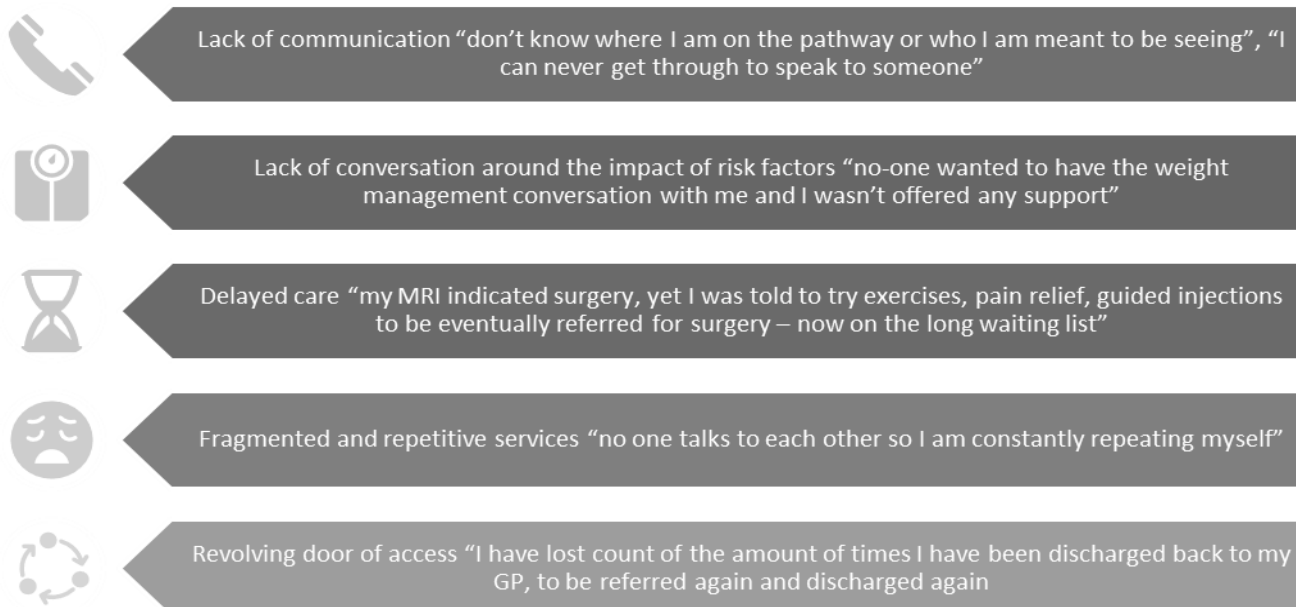 Lack of communication “don’t know where I am on the pathway or who I am meant to be seeing”, “I
can never get through to speak to someone”
Lack of conversation around the impact of risk factors “no-one wanted to have the weight
management conversation with me and I wasn’t offered any support”
Delayed care “my MRI indicated surgery, yet I was told to try exercises, pain relief, guided injections
to be eventually referred for surgery – now on the long waiting list”
Fragmented and repetitive services “no one talks to each other so I am constantly repeating myself”
Revolving door of access “I have lost count of the amount of times I have been discharged back to my
GP, to be referred again and discharged again